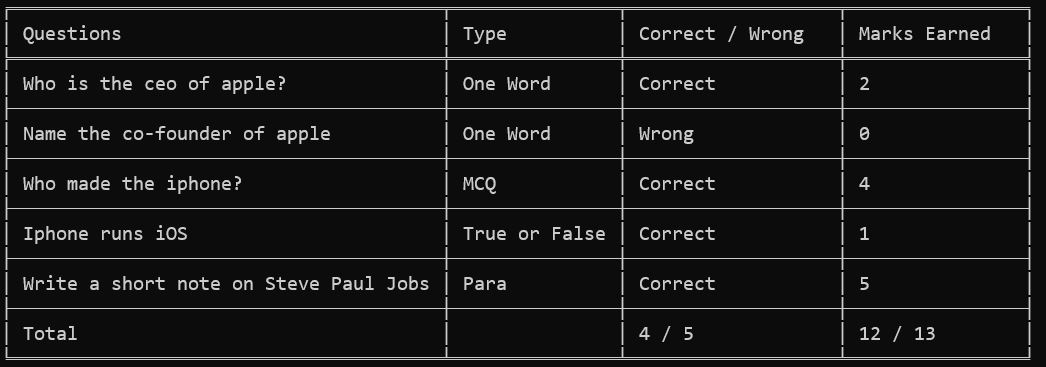 Questions Type Correct / Wrong Marks Earned
Who is the ceo of apple? One Word Correct 2
Name the co-founder of apple One Word Wrong 0
Who made the iphone? MCQ Correct 4
Iphone runs iOS True or False Correct 1
Write a short note on Steve Paul Jobs Para Correct 5
Total 4 / 5 12 / 13